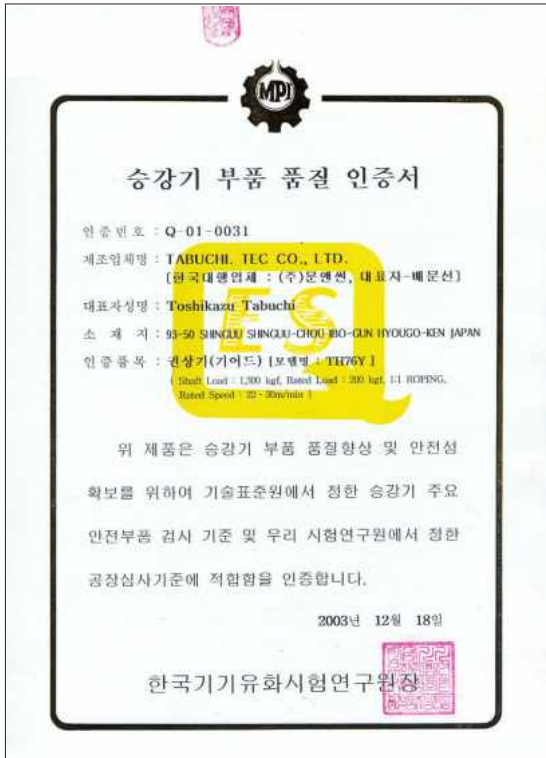 MPI
승강기 부품 품질 인증서
인증번호 : Q-01-0031
제조업체명 : TABUCHI. TEC CO., LTD.
[한국대행업체 : (주)문앤썬, 대표자-배문선]
ES
대표자성명 : Toshikazu Tabuchi
소 재 지 : 93-50 SHINGUU SHINGUU-CHOU IBO-GUN HYOUGO-KEN JAPAN
인증품목 : 권상기(기어드) [모델명 : TH76Y]
( Shaft Load : 1,300 kgf, Rated Load : 200 kgf, 1:1 ROPING,
Rated Speed : 22 - 30m/min )
위 제품은 승강기 부품 품질향상 및 안전성
확보를 위하여 기술표준원에서 정한 승강기 주요
안전부품 검사 기준 및 우리 시험연구원에서 정한
공장심사기준에 적합함을 인증합니다.
2003년 12월 18일
한국기기유화시험연구원장